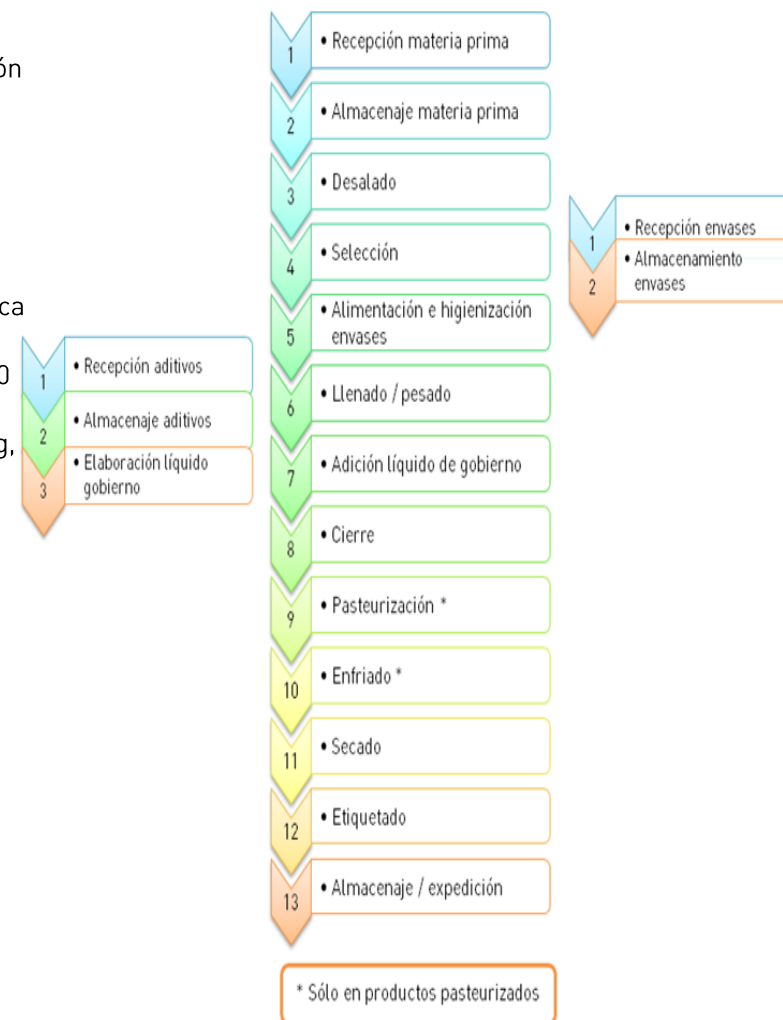 ón
ca
0
g,
1
• Recepción aditivos
2
• Almacenaje aditivos
3
• Elaboración líquido
gobierno
1
• Recepción materia prima
2
• Almacenaje materia prima
3
• Desalado
4
• Selección
5
• Alimentación e higienización
envases
6
• Llenado / pesado
7
• Adición líquido de gobierno
8
• Cierre
9
• Pasteurización *
10
• Enfriado *
11
• Secado
12
• Etiquetado
13
• Almacenaje / expedición
1
• Recepción envases
2
• Almacenamiento
envases
* Sólo en productos pasteurizados